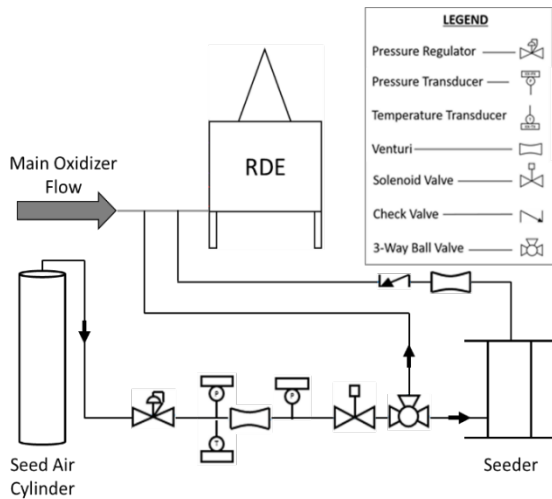 LEGEND
Pressure Regulator
Pressure Transducer
Temperature Transducer
Venturi
Solenoid Valve
Check Valve
3-Way Ball Valve
RDE
Main Oxidizer
Flow
P
P
T
Seed Air
Cylinder
Seeder